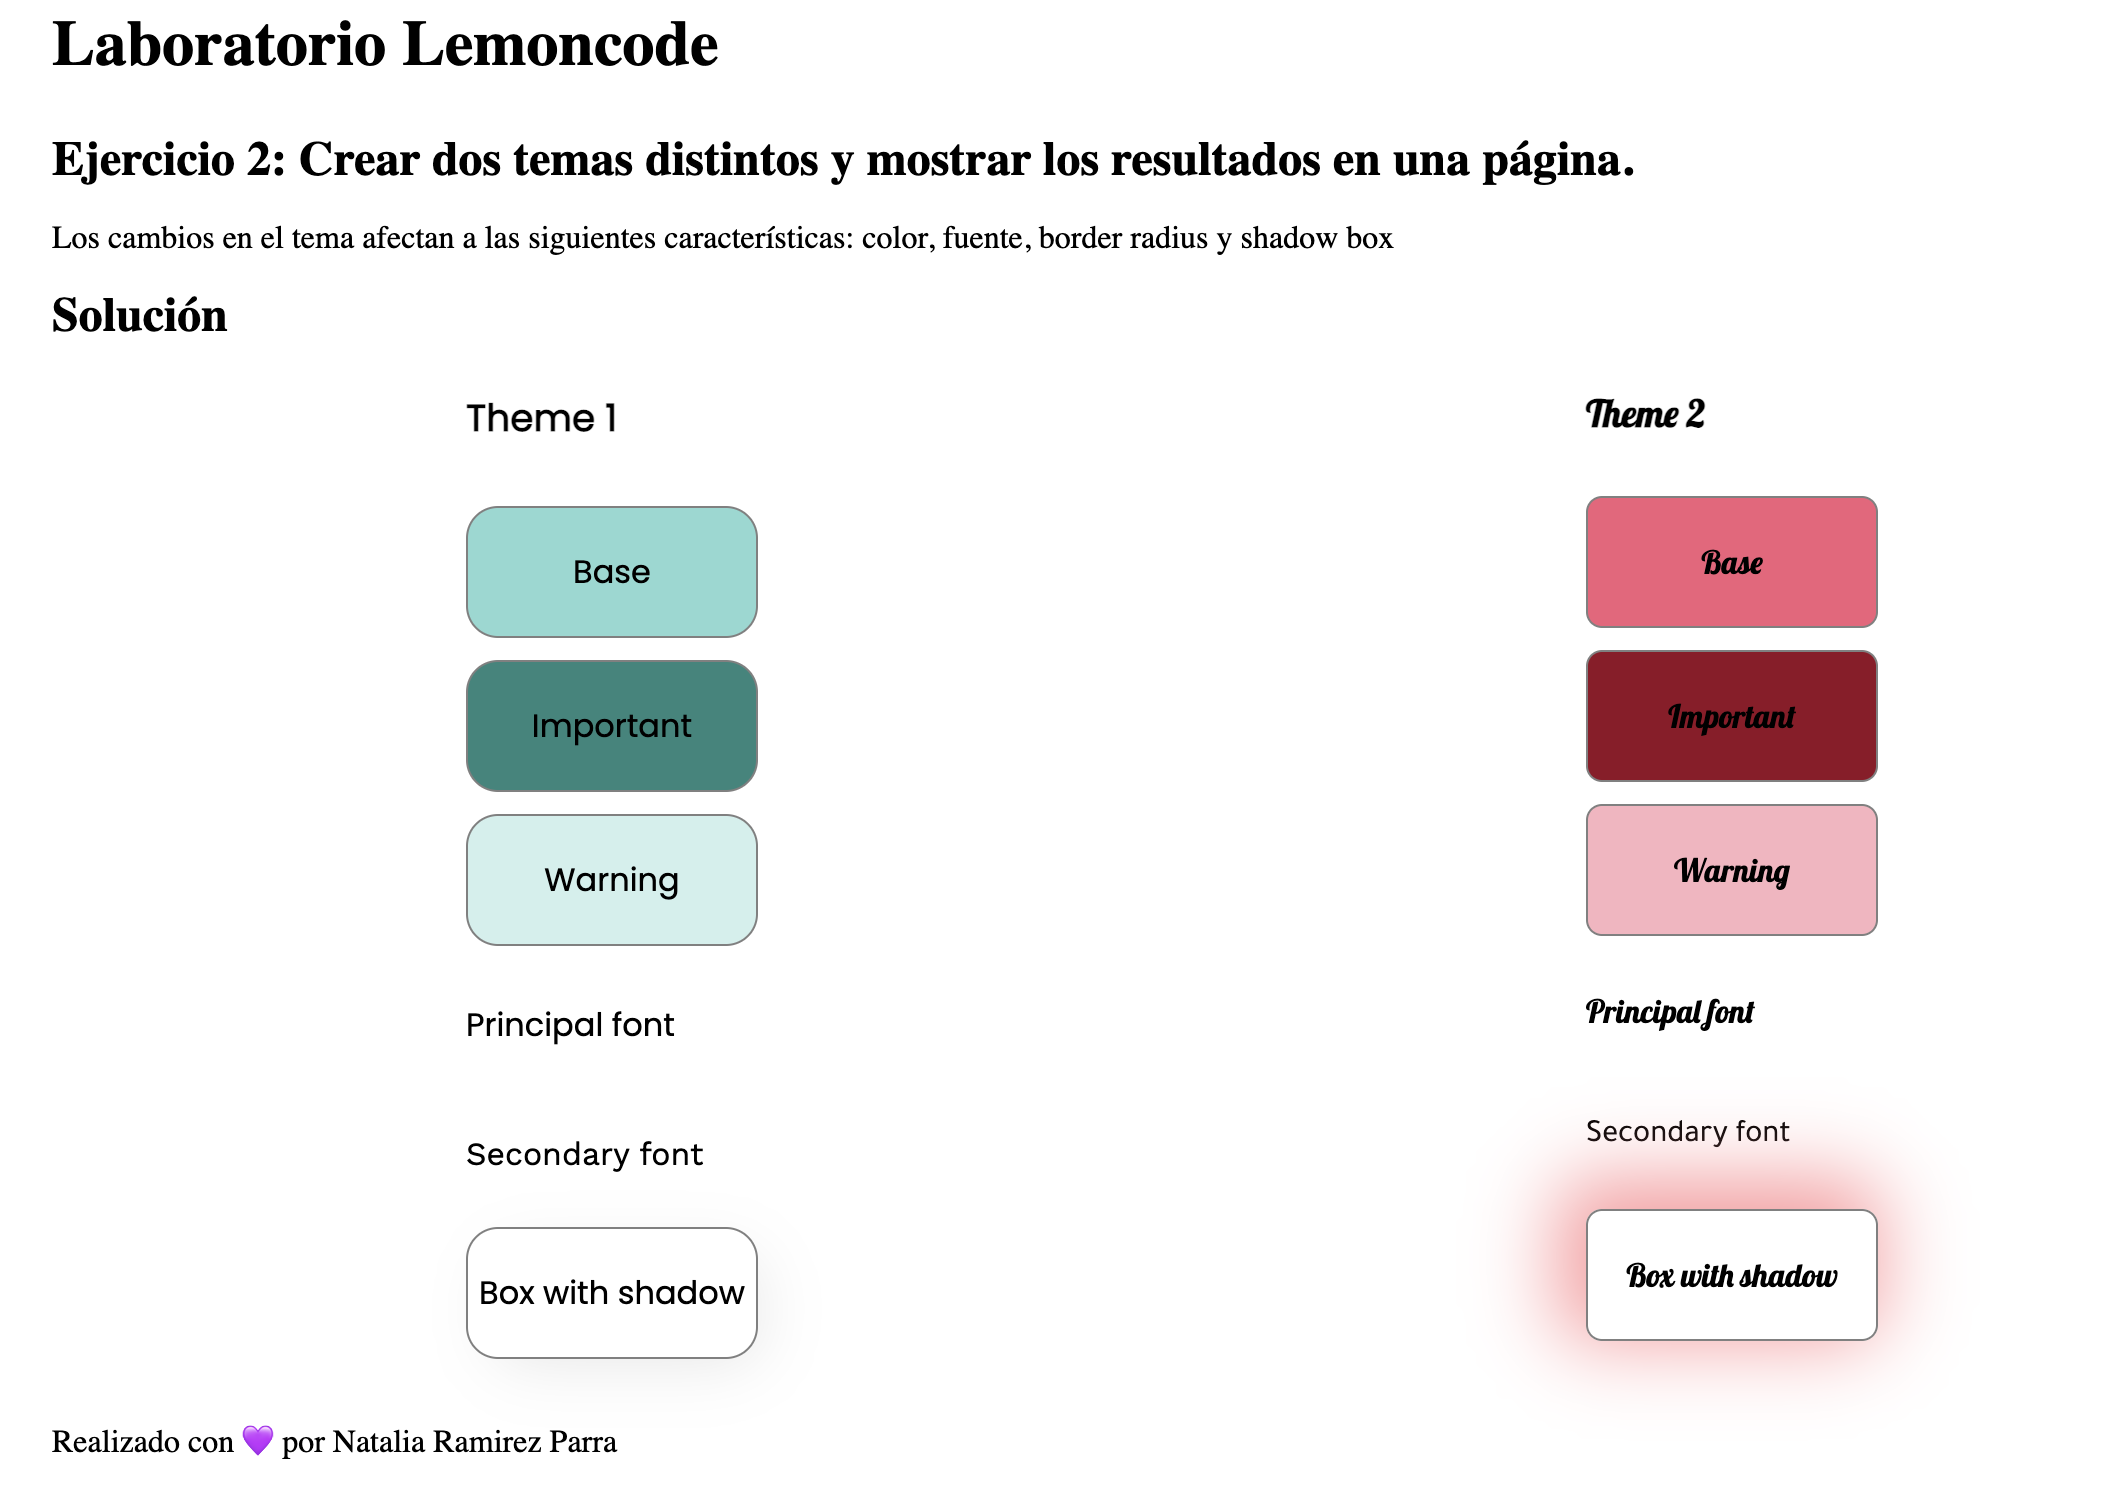 Laboratorio Lemoncode
Ejercicio 2: Crear dos temas distintos y mostrar los resultados en una página.
Los cambios en el tema afectan a las siguientes características: color, fuente, border radius y shadow box
Solución
Theme 1
Base
Important
Warning
Principal font
Secondary font
Box with shadow
Theme 2
Base
Important
Warning
Principal font
Secondary font
Box with shadow
Realizado con 💜 por Natalia Ramirez Parra